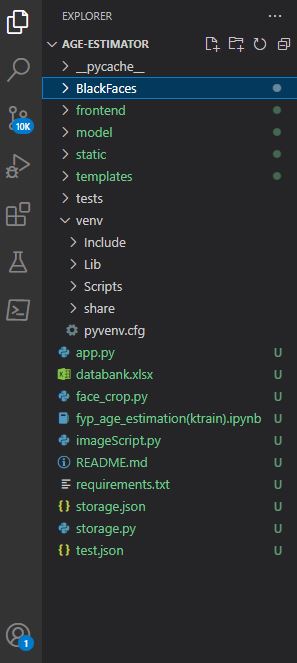 EXPLORER ...
AGE-ESTIMATOR
__pycache__
BlackFaces
frontend
model
10K
static
templates
tests
venv
Include
Lib
Scripts
share
pyvenv.cfg
app.py U
databank.xlsx U
face_crop.py U
fyp_age_estimation(ktrain).ipynb U
imageScript.py U
README.md U
requirements.txt U
{} storage.json U
storage.py U
{} test.json U
1